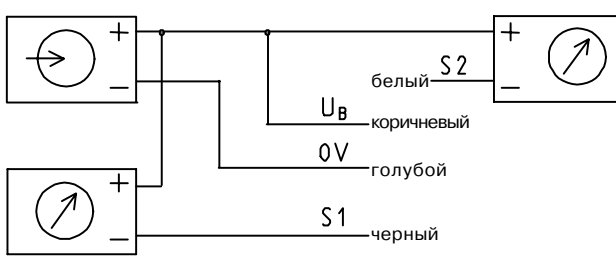 +
−
+
−
белый S2
U_B коричневый
0V голубой
+
−
S1 черный